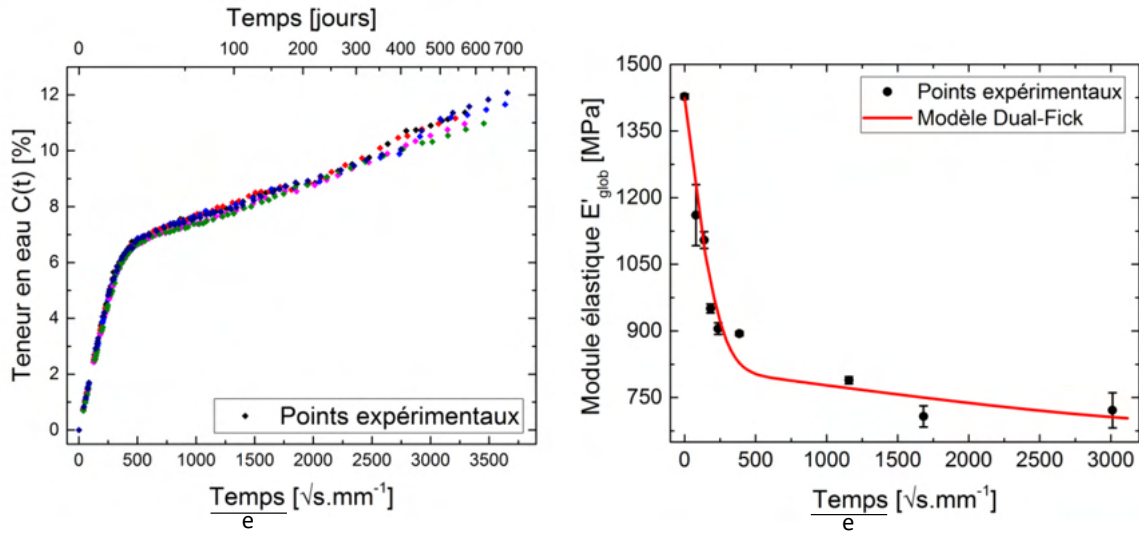 Temps [jours]
0 100 200 300 400 500 600 700
12
10
8
6
4
2
0
Teneur en eau C(t) [%]
Points expérimentaux
0 500 1000 1500 2000 2500 3000 3500
Temps [√s.mm⁻¹]
e
1500
1350
1200
1050
900
750
Module élastique E'glob [MPa]
Points expérimentaux
Modèle Dual-Fick
0 500 1000 1500 2000 2500 3000
Temps [√s.mm⁻¹]
e